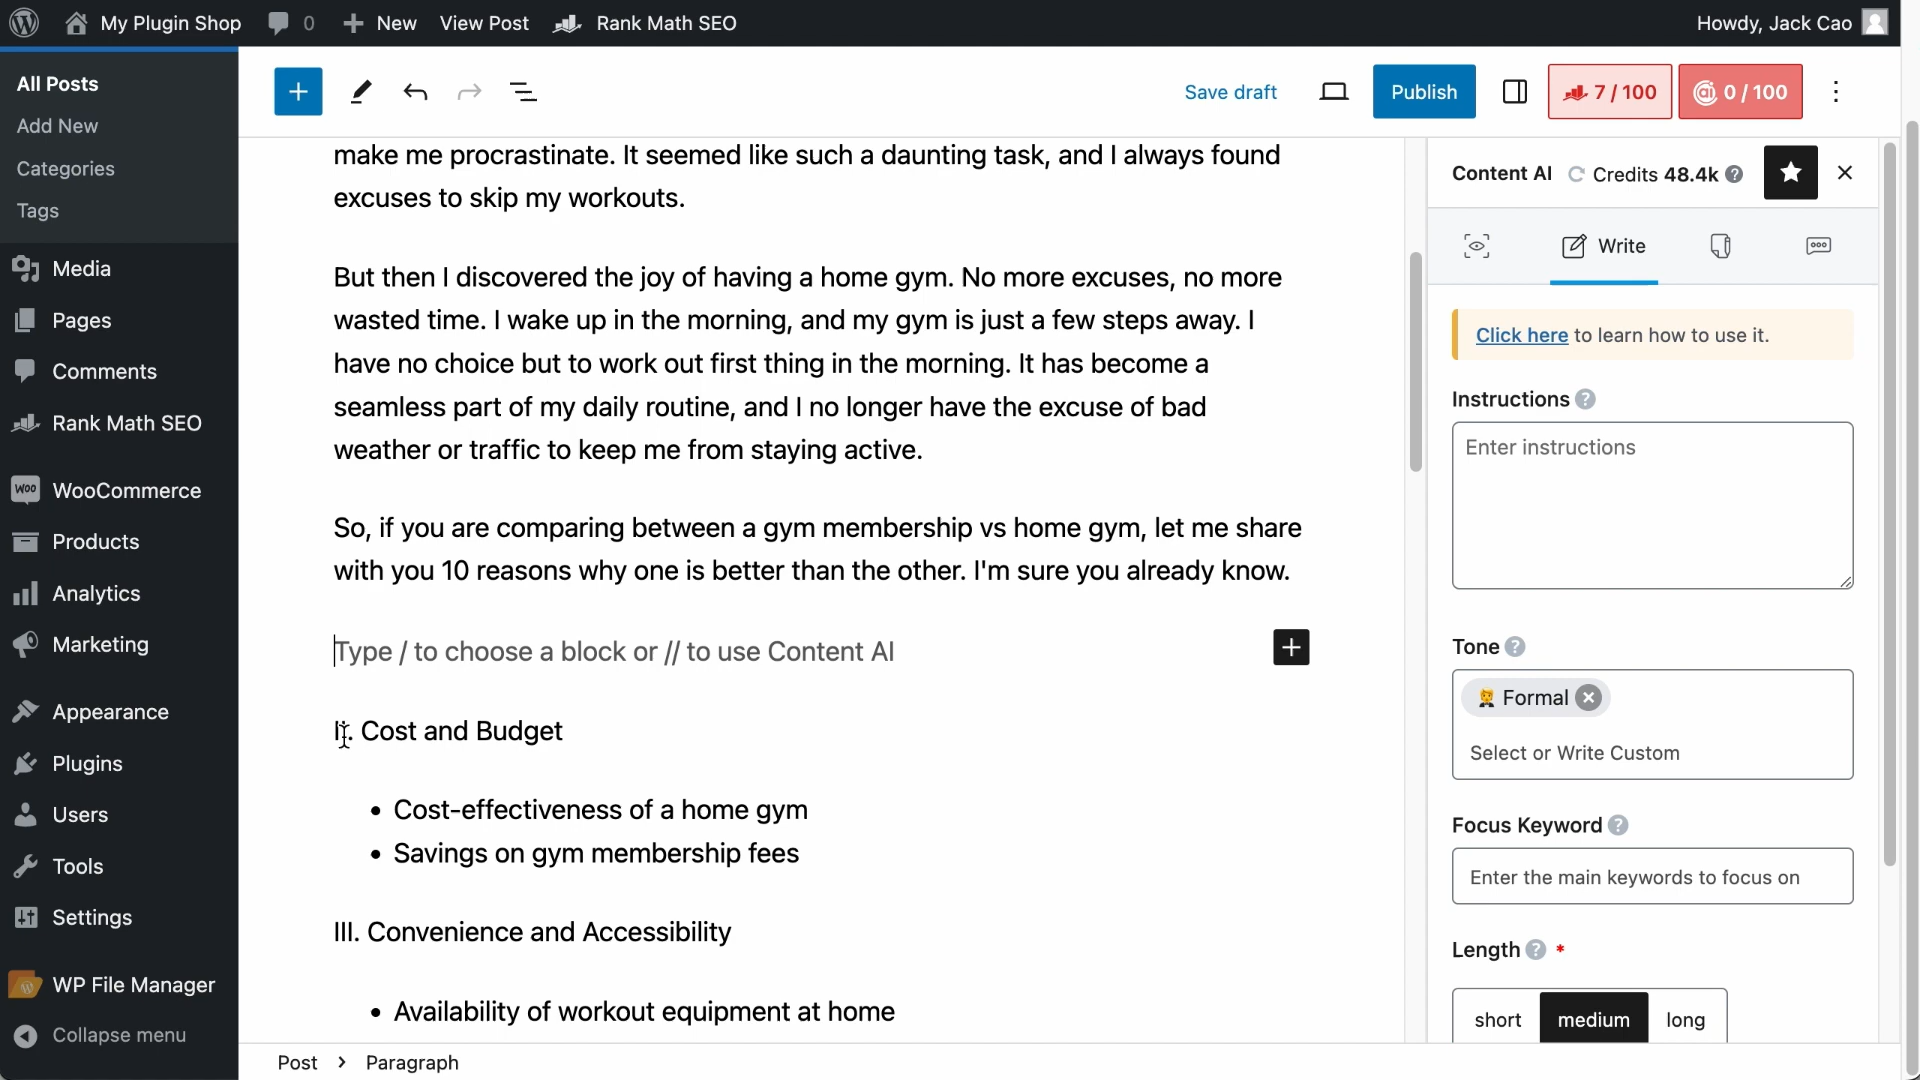 My Plugin Shop 0 New View Post Rank Math SEO Howdy, Jack Cao
All Posts
Add New
Categories
Tags
Media
Pages
Comments
Rank Math SEO
WooCommerce
Products
Analytics
Marketing
Appearance
Plugins
Users
Tools
Settings
WP File Manager
Collapse menu
Save draft Publish 7 / 100 0 / 100
make me procrastinate. It seemed like such a daunting task, and I always found
excuses to skip my workouts.
But then I discovered the joy of having a home gym. No more excuses, no more
wasted time. I wake up in the morning, and my gym is just a few steps away. I
have no choice but to work out first thing in the morning. It has become a
seamless part of my daily routine, and I no longer have the excuse of bad
weather or traffic to keep me from staying active.
So, if you are comparing between a gym membership vs home gym, let me share
with you 10 reasons why one is better than the other. I'm sure you already know.
Type / to choose a block or // to use Content AI
II. Cost and Budget
• Cost-effectiveness of a home gym
• Savings on gym membership fees
III. Convenience and Accessibility
• Availability of workout equipment at home
Post › Paragraph
Content AI Credits 48.4k ?
Write
Click here to learn how to use it.
Instructions ?
Enter instructions
Tone ?
Formal
Select or Write Custom
Focus Keyword ?
Enter the main keywords to focus on
Length ? *
short medium long